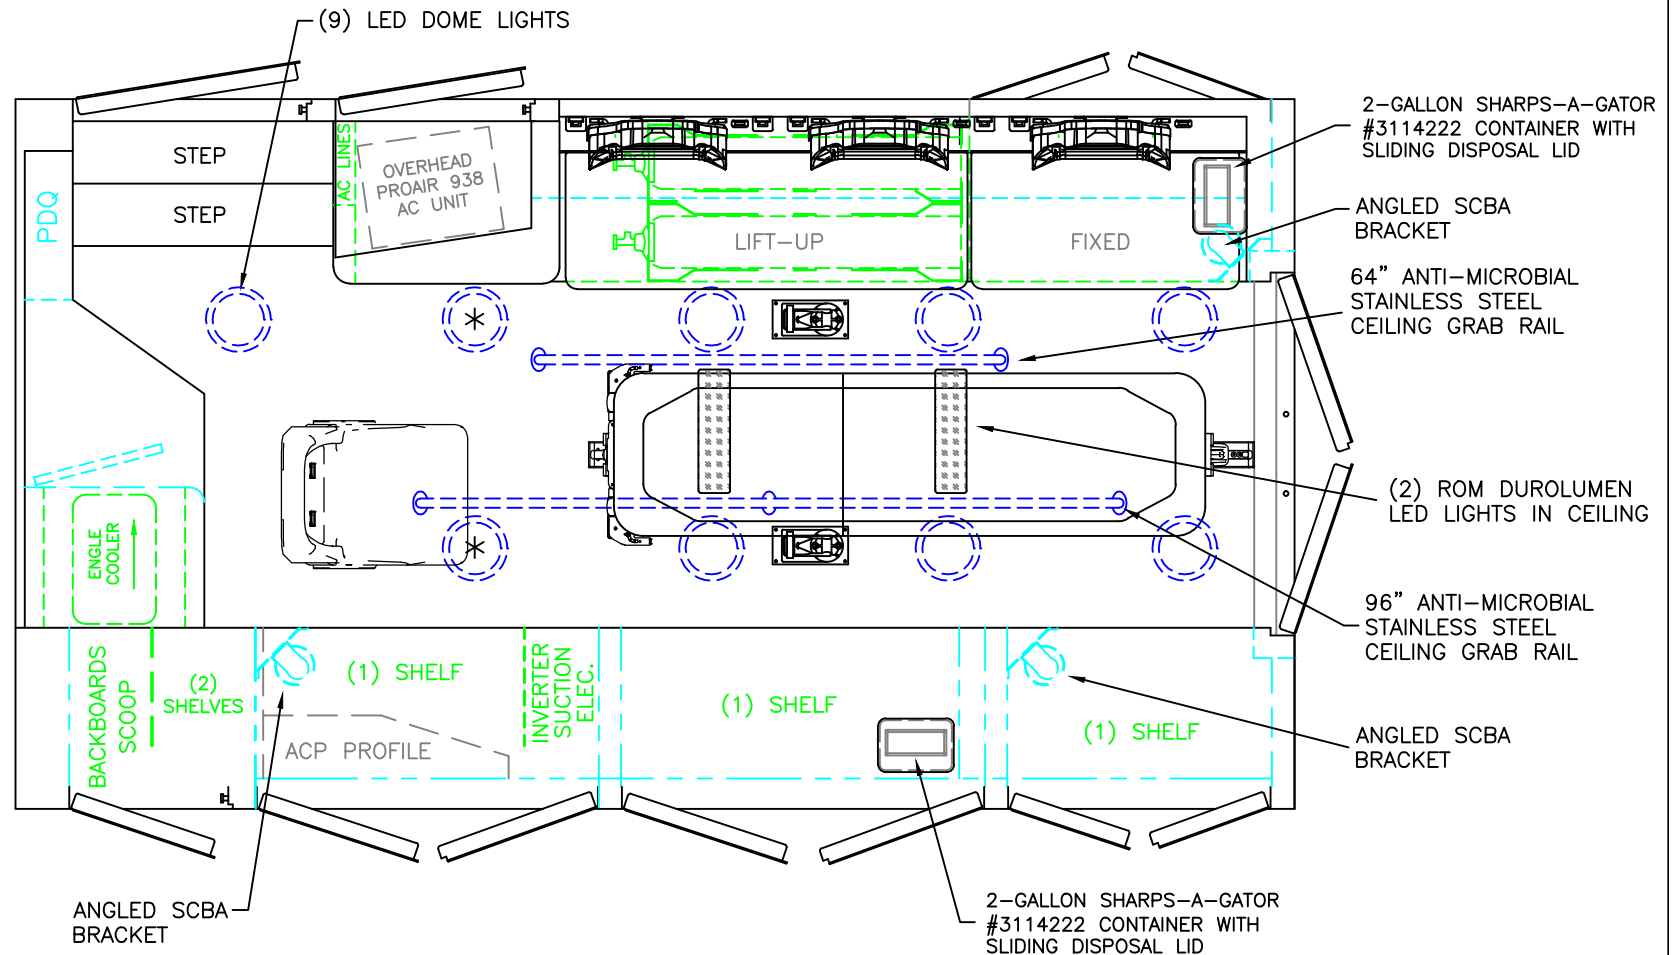 (9) LED DOME LIGHTS
2-GALLON SHARPS-A-GATOR
#3114222 CONTAINER WITH
SLIDING DISPOSAL LID
STEP
STEP
AC LINES
OVERHEAD
PROAIR 938
AC UNIT
PDQ
LIFT-UP
FIXED
ANGLED SCBA
BRACKET
64" ANTI-MICROBIAL
STAINLESS STEEL
CEILING GRAB RAIL
(2) ROM DUROLUMEN
LED LIGHTS IN CEILING
ENGLE
COOLER
96" ANTI-MICROBIAL
STAINLESS STEEL
CEILING GRAB RAIL
BACKBOARDS
SCOOP
(2)
SHELVES
(1) SHELF
ACP PROFILE
INVERTER
SUCTION
ELEC.
(1) SHELF
(1) SHELF
ANGLED SCBA
BRACKET
ANGLED SCBA
BRACKET
2-GALLON SHARPS-A-GATOR
#3114222 CONTAINER WITH
SLIDING DISPOSAL LID